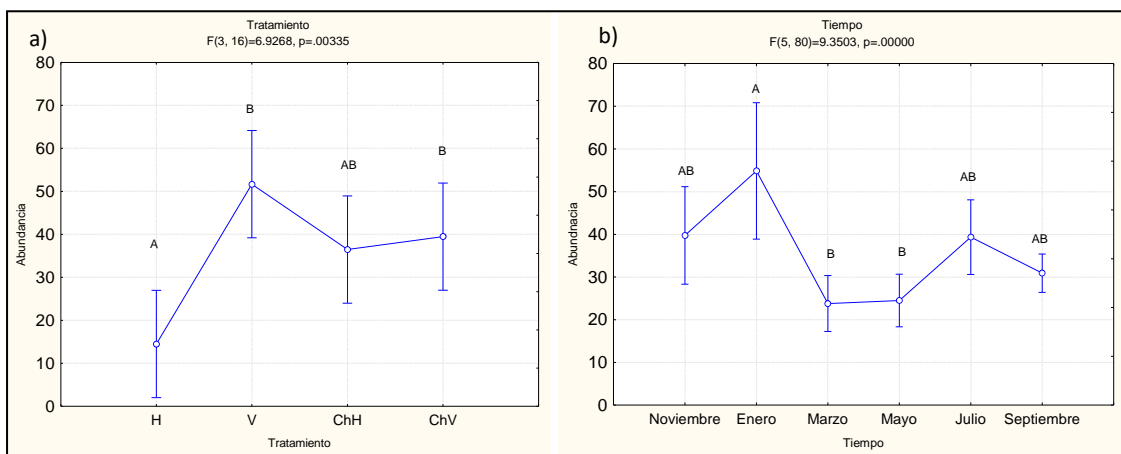 a)
Tratamiento
F(3, 16)=6.9268, p=.00335
80
70
60
50
40
30
20
10
0
Abundancia
A
B
AB
B
H V ChH ChV
Tratamiento
b)
Tiempo
F(5, 80)=9.3503, p=.00000
80
70
60
50
40
30
20
10
0
Abundnacia
AB
A
B
B
AB
AB
Noviembre Enero Marzo Mayo Julio Septiembre
Tiempo